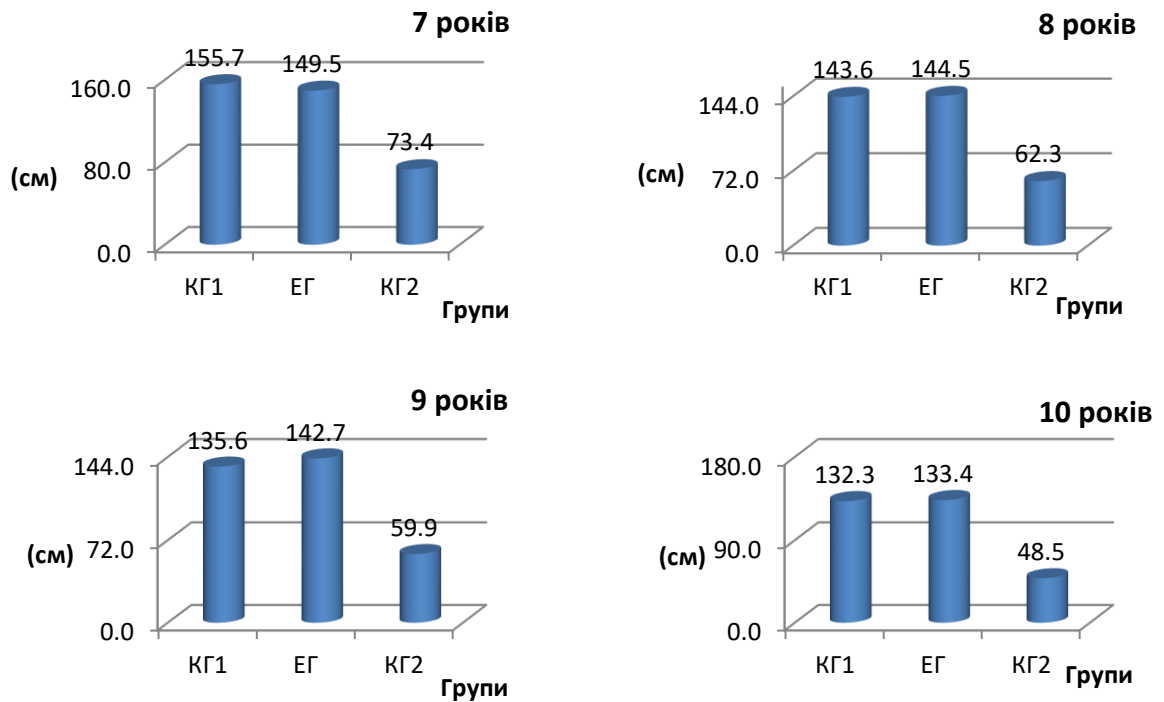 7 років
155.7
149.5
73.4
160.0
80.0
0.0
(см)
КГ1 ЕГ КГ2
Групи
8 років
143.6
144.5
62.3
144.0
72.0
0.0
(см)
КГ1 ЕГ КГ2
Групи
9 років
135.6
142.7
59.9
144.0
72.0
0.0
(см)
КГ1 ЕГ КГ2
Групи
10 років
132.3
133.4
48.5
180.0
90.0
0.0
(см)
КГ1 ЕГ КГ2
Групи